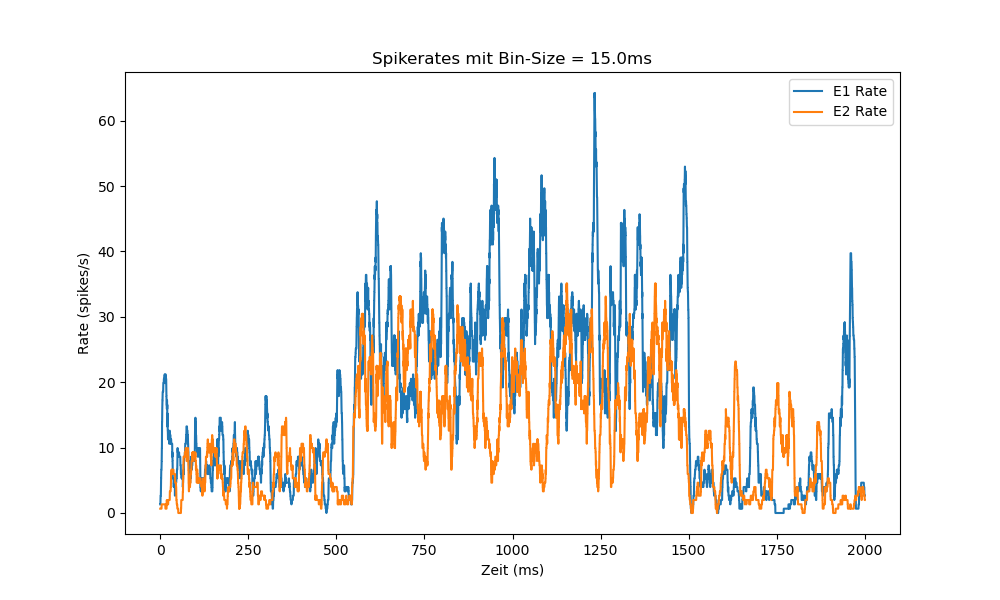 Spikerates mit Bin-Size = 15.0ms
E1 Rate
E2 Rate
60
50
40
30
20
10
0
Rate (spikes/s)
0 250 500 750 1000 1250 1500 1750 2000
Zeit (ms)